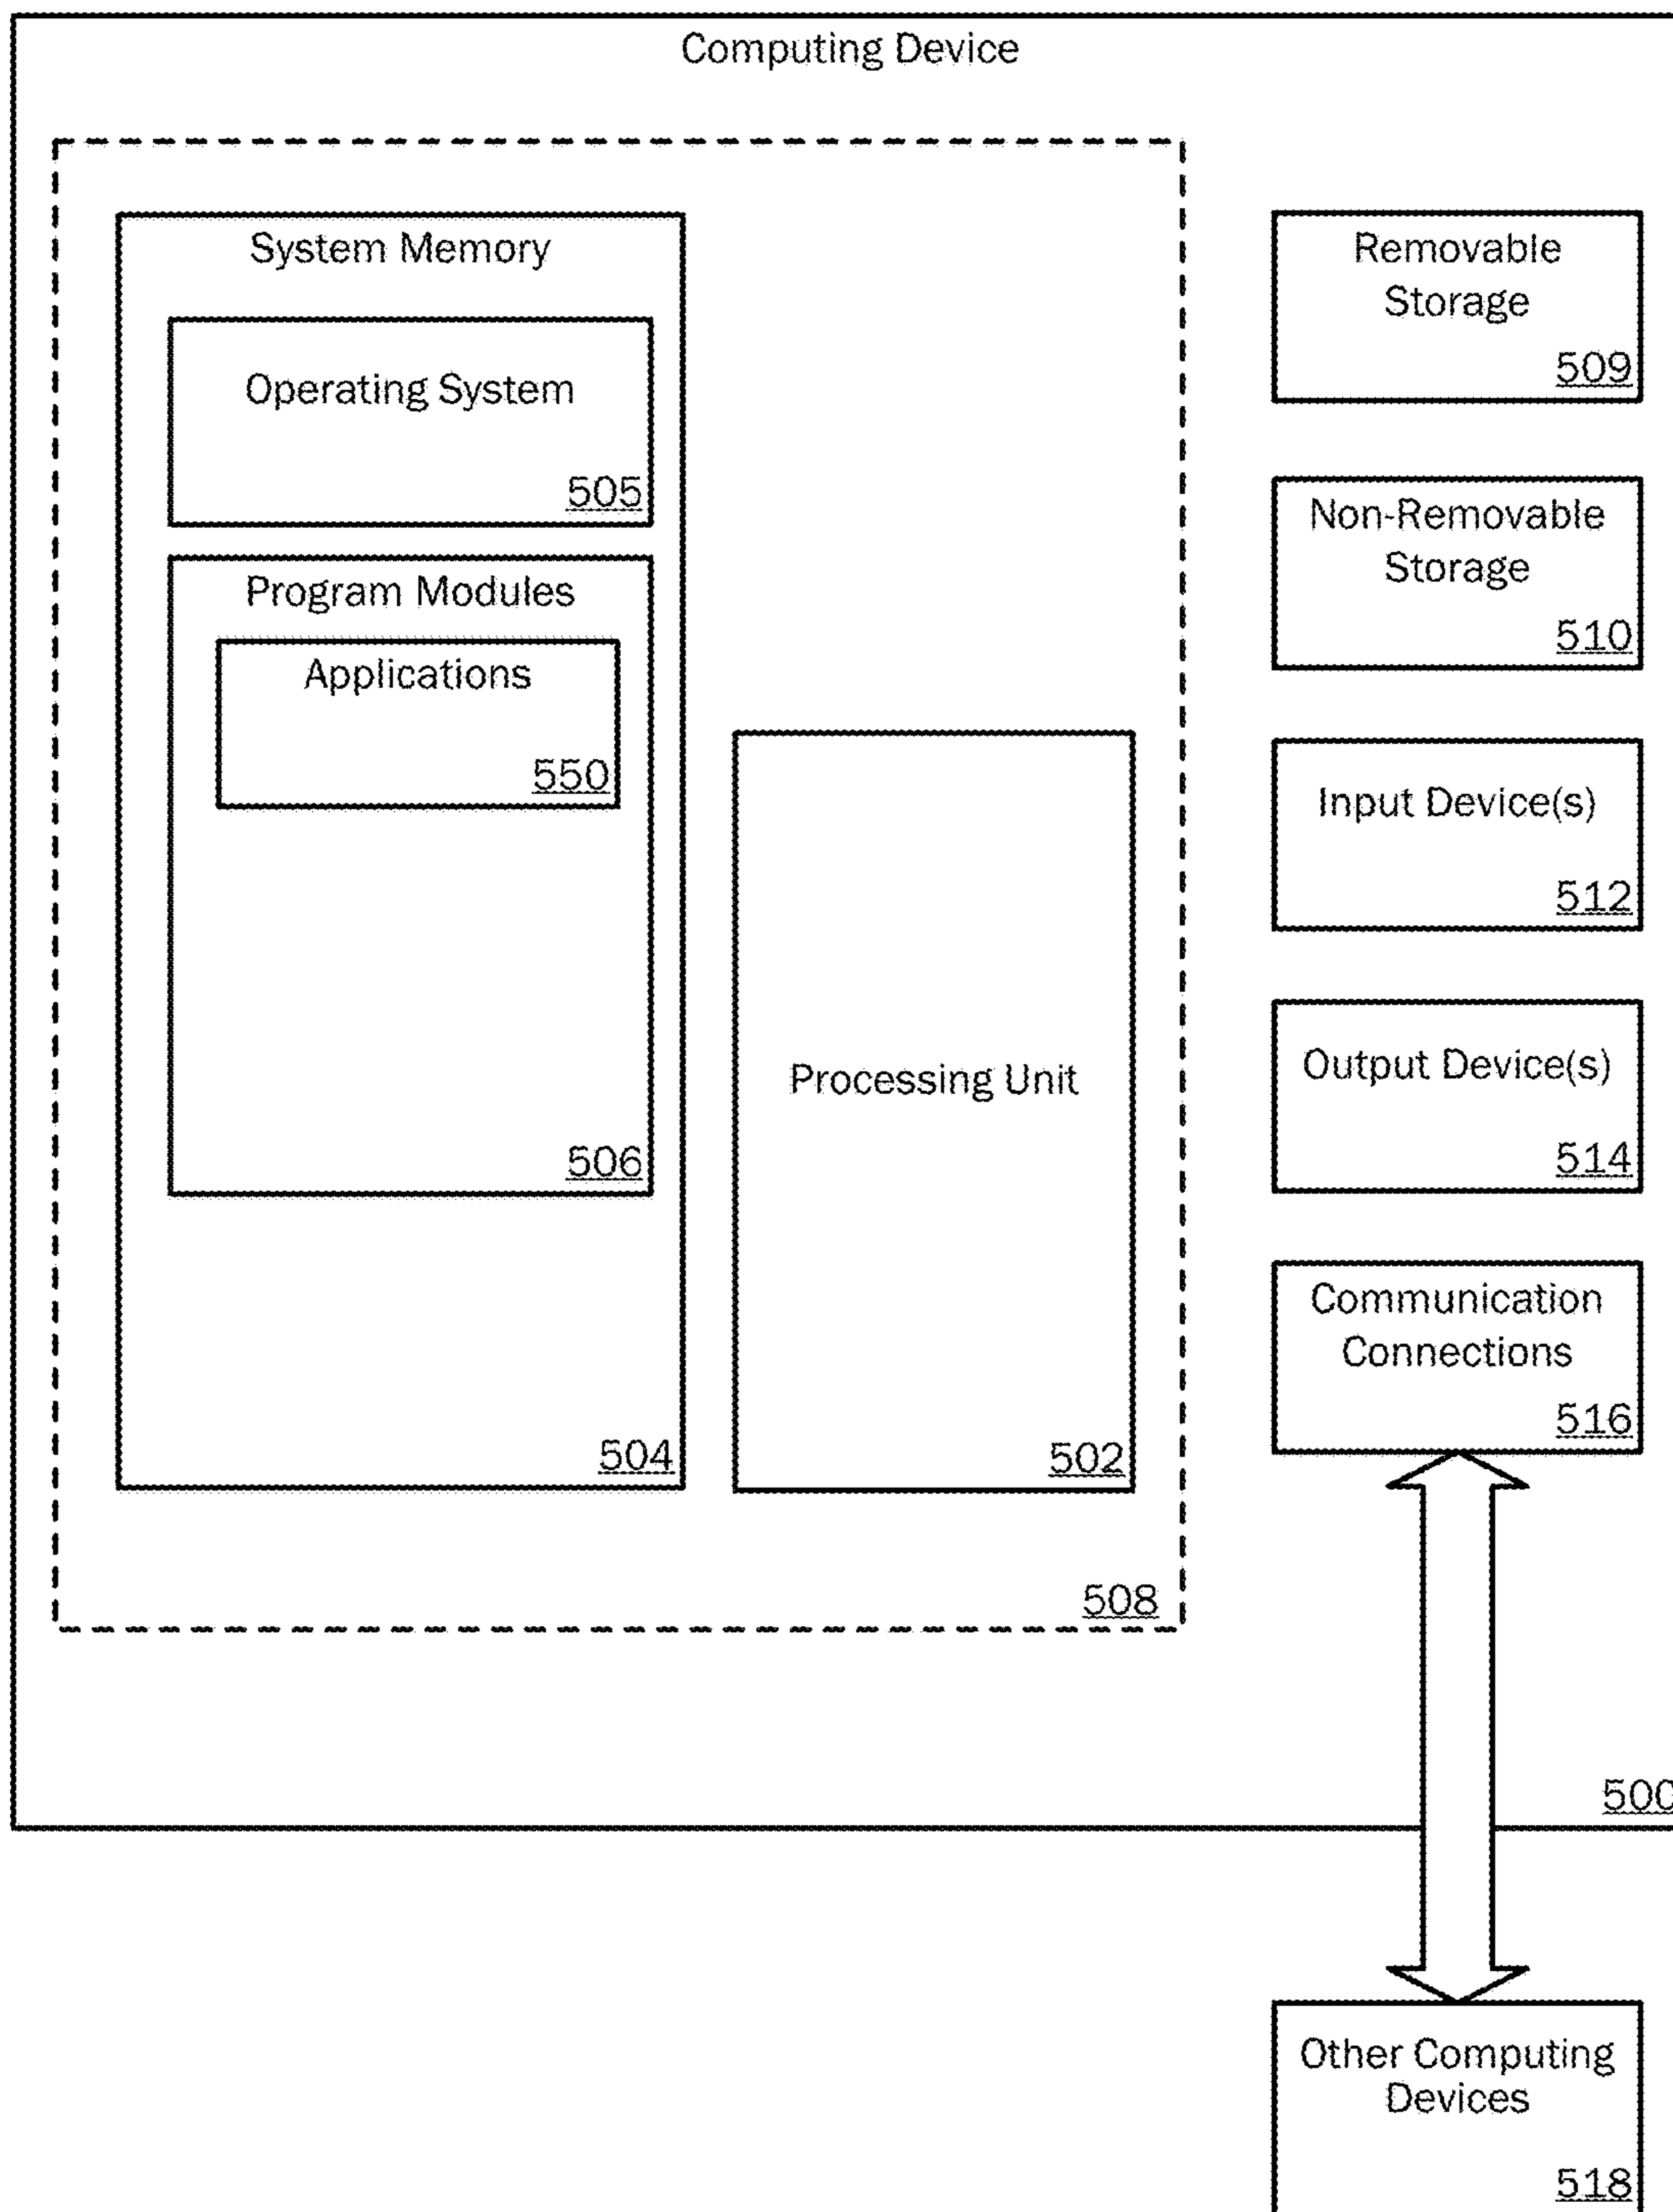 Computing Device
System Memory
Operating System
505
Program Modules
Applications
550
506
504
Processing Unit
502
508
Removable
Storage
509
Non-Removable
Storage
510
Input Device(s)
512
Output Device(s)
514
Communication
Connections
516
500
Other Computing
Devices
518